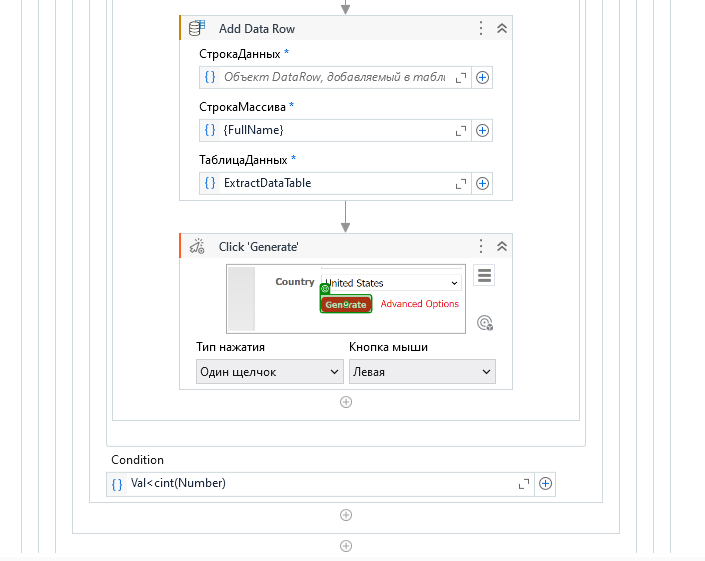 Add Data Row
СтрокаДанных *
{} Объект DataRow, добавляемый в табли
СтрокаМассива *
{} {FullName}
ТаблицаДанных *
{} ExtractDataTable
Click 'Generate'
Country United States
Generate Advanced Options
Тип нажатия Кнопка мыши
Один щелчок Левая
Condition
{} Val<cint(Number)